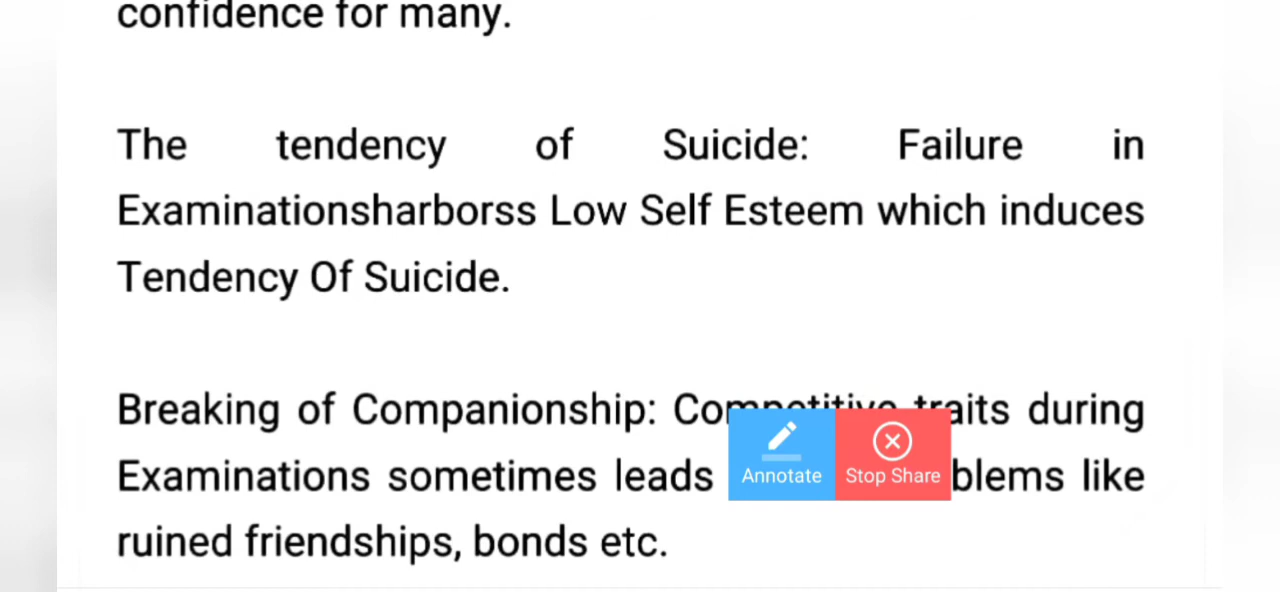 confidence for many.
The tendency of Suicide: Failure in
Examinationsharborss Low Self Esteem which induces
Tendency Of Suicide.
Breaking of Companionship: Competitive traits during
Examinations sometimes leads blems like
ruined friendships, bonds etc.
Annotate Stop Share